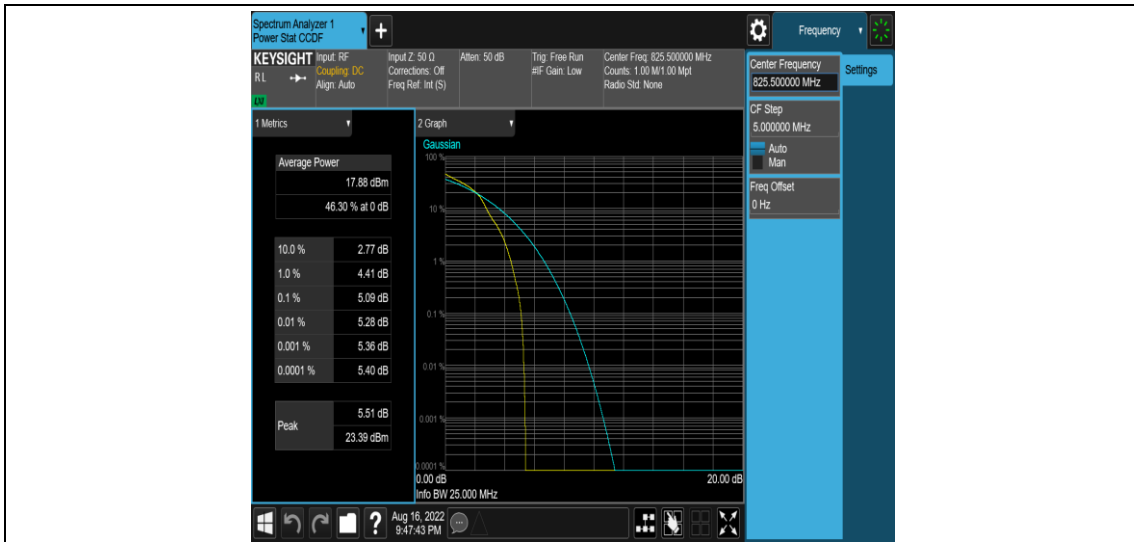 Spectrum Analyzer 1
Power Stat CCDF
+
Frequency
KEYSIGHT
RL
LXI
Input: RF
Coupling: DC
Align: Auto
Input Z: 50 Ω
Corrections: Off
Freq Ref: Int (S)
Atten: 50 dB
Trig: Free Run
#IF Gain: Low
Center Freq: 825.500000 MHz
Counts: 1.00 M/1.00 Mpt
Radio Std: None
Center Frequency
825.500000 MHz
Settings
CF Step
5.000000 MHz
Auto
Man
Freq Offset
0 Hz
1 Metrics
Average Power
17.88 dBm
46.30 % at 0 dB
10.0 % 2.77 dB
1.0 % 4.41 dB
0.1 % 5.09 dB
0.01 % 5.28 dB
0.001 % 5.36 dB
0.0001 % 5.40 dB
Peak
5.51 dB
23.39 dBm
2 Graph
Gaussian
100 %
10 %
1 %
0.1 %
0.01 %
0.001 %
0.0001 %
0.00 dB 20.00 dB
Info BW 25.000 MHz
?
Aug 16, 2022
9:47:43 PM